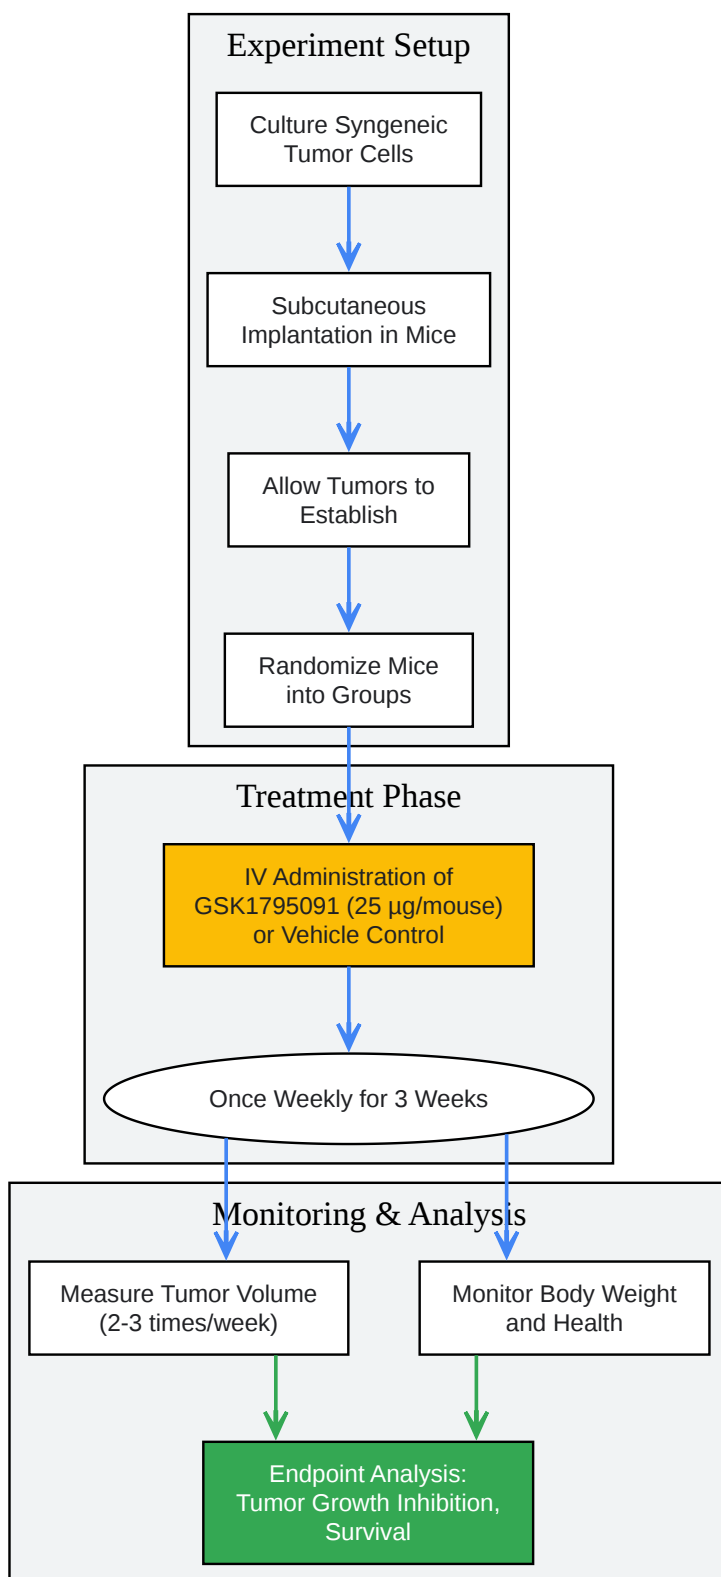 Experiment Setup
Culture Syngeneic
Tumor Cells
Subcutaneous
Implantation in Mice
Allow Tumors to
Establish
Randomize Mice
into Groups
Treatment Phase
IV Administration of
GSK1795091 (25 µg/mouse)
or Vehicle Control
Once Weekly for 3 Weeks
Monitoring & Analysis
Measure Tumor Volume
(2-3 times/week)
Monitor Body Weight
and Health
Endpoint Analysis:
Tumor Growth Inhibition,
Survival